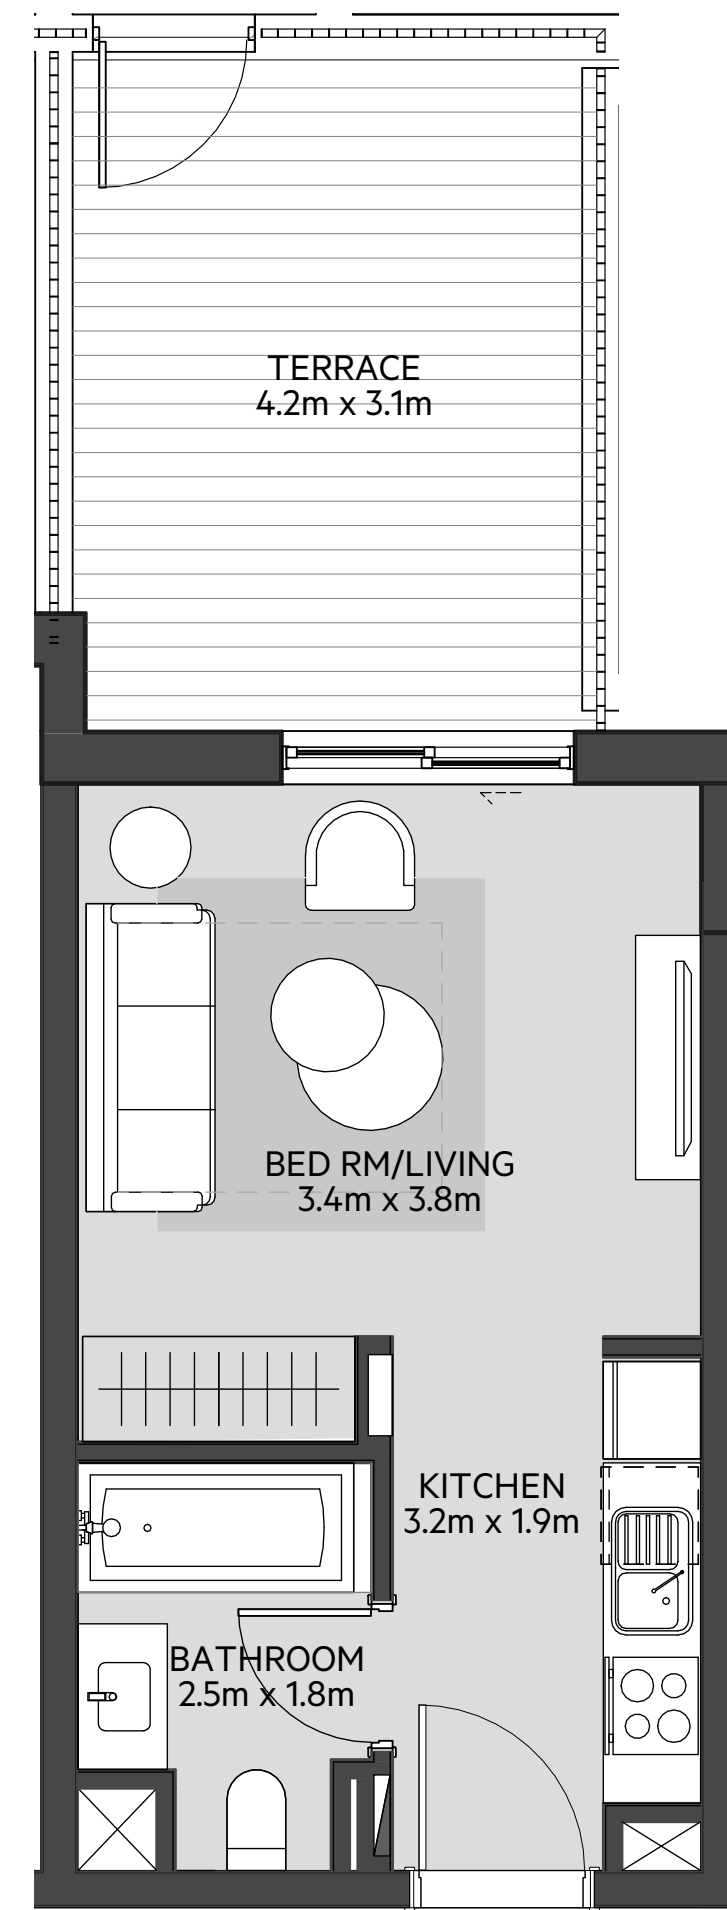 TERRACE
4.2m x 3.1m
BED RM/LIVING
3.4m x 3.8m
KITCHEN
3.2m x 1.9m
BATHROOM
2.5m x 1.8m